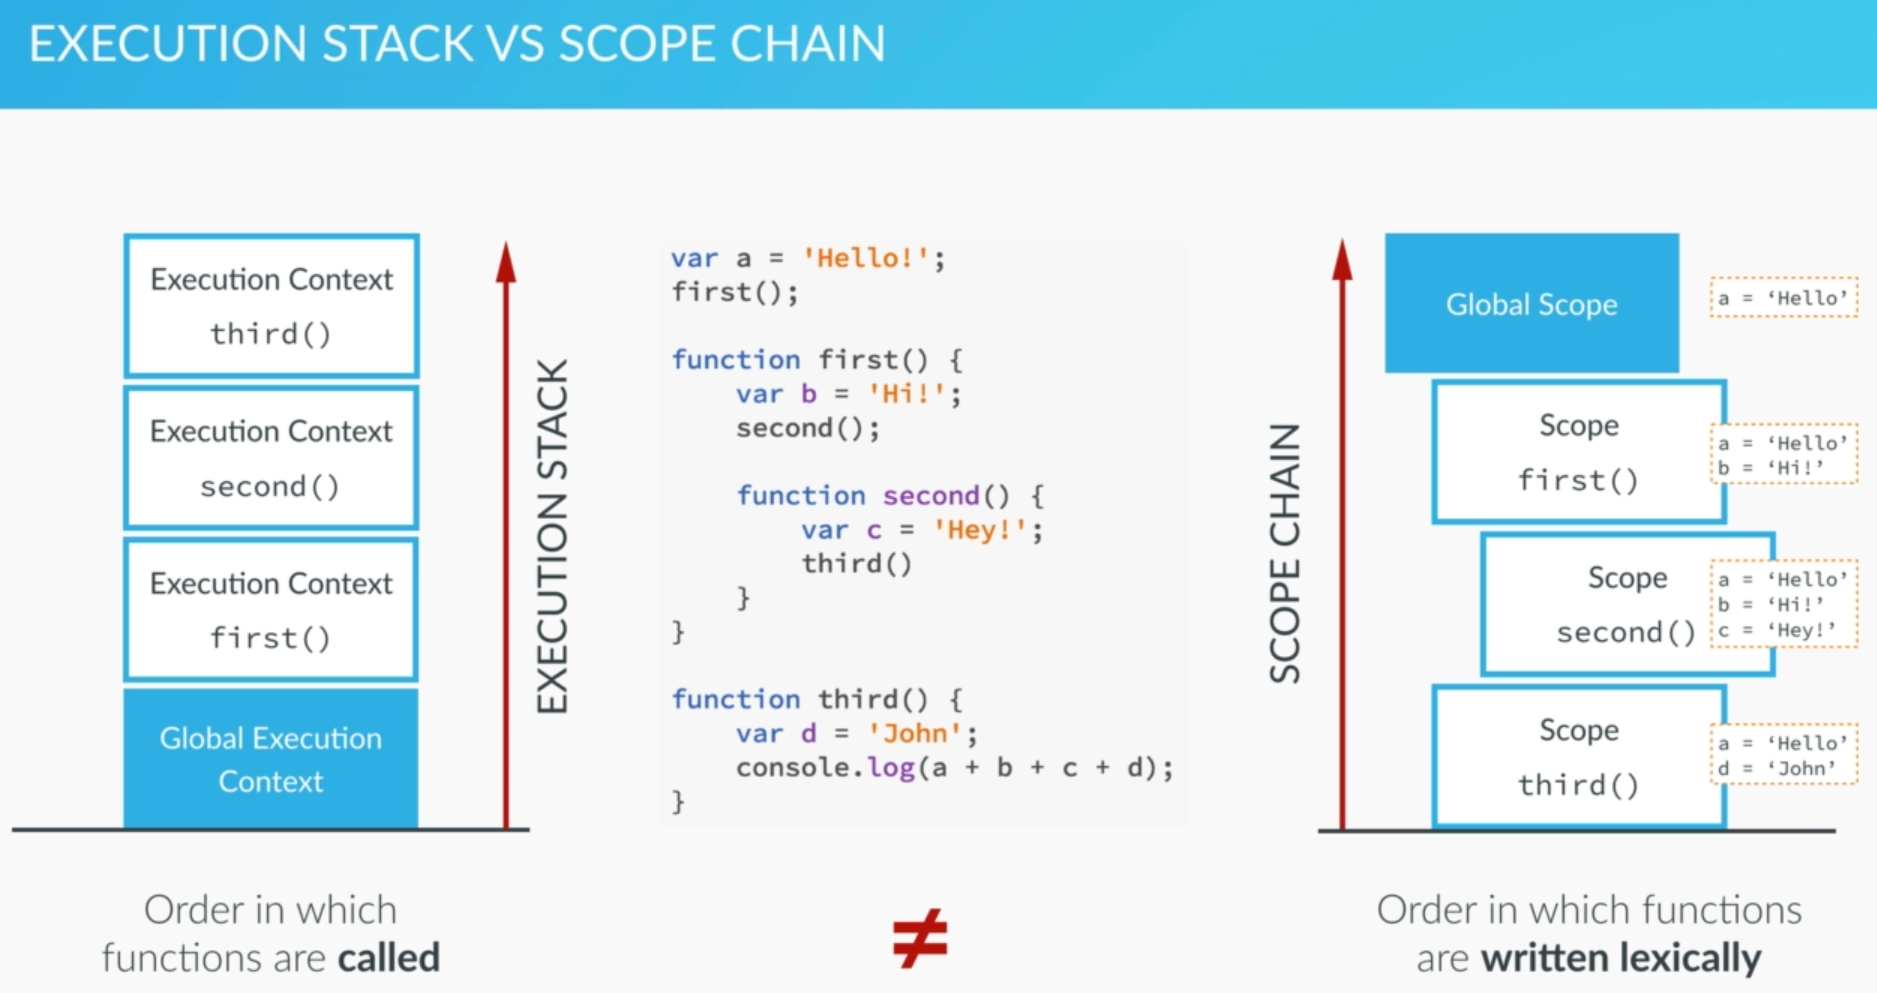 EXECUTION STACK VS SCOPE CHAIN
Execution Context
third()
Execution Context
second()
Execution Context
first()
Global Execution
Context
EXECUTION STACK
Order in which
functions are called
var a = 'Hello!';
first();
function first() {
    var b = 'Hi!';
    second();
    function second() {
        var c = 'Hey!';
        third()
    }
}
function third() {
    var d = 'John';
    console.log(a + b + c + d);
}
≠
SCOPE CHAIN
Global Scope
a = ‘Hello’
Scope
first()
a = ‘Hello’
b = ‘Hi!’
Scope
second()
a = ‘Hello’
b = ‘Hi!’
c = ‘Hey!’
Scope
third()
a = ‘Hello’
d = ‘John’
Order in which functions
are written lexically